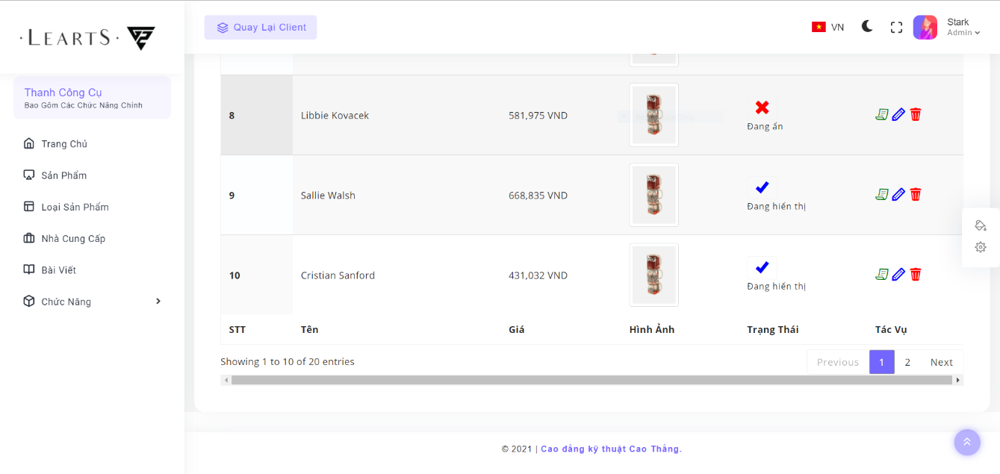 · LEARTS ·
Quay Lại Client
VN
Stark
Admin
Thanh Công Cụ
Bao Gồm Các Chức Năng Chính
Trang Chủ
Sản Phẩm
Loại Sản Phẩm
Nhà Cung Cấp
Bài Viết
Chức Năng
8 Libbie Kovacek 581,975 VND
Đang ẩn
9 Sallie Walsh 668,835 VND
Đang hiển thị
10 Cristian Sanford 431,032 VND
Đang hiển thị
STT Tên Giá Hình Ảnh Trạng Thái Tác Vụ
Showing 1 to 10 of 20 entries
Previous 1 2 Next
© 2021 | Cao đẳng kỹ thuật Cao Thắng.